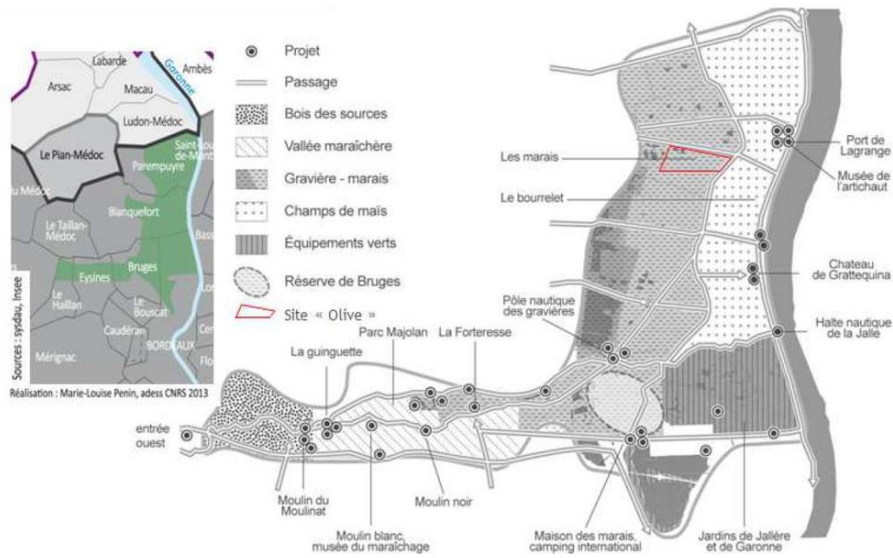 Labarde
Garonne
Ambès
Arsac
Macau
Ludon-Médoc
Le Pian-Médoc
Parempuyre
Blanquefort
Le Taillan-
Médoc
Eysines
Bruges
Le
Haillan
Le
Bouscat
Caudéran
Mérignac
BORDEAUX
Sources : sysdau, Insee
Réalisation : Marie-Louise Penin, adess CNRS 2013
Projet
Passage
Bois des sources
Vallée maraîchère
Gravière - marais
Champs de maïs
Équipements verts
Réserve de Bruges
Site « Olive »
Les marais
Le bourrelet
Port de
Lagrange
Musée de
l'artichaut
Chateau
de Grattequina
Halte nautique
de la Jalle
Pôle nautique
des gravières
Parc Majolan
La Forteresse
La guinguette
entrée
ouest
Moulin du
Moulinat
Moulin blanc,
musée du maraîchage
Moulin noir
Maison des marais,
camping international
Jardins de Jallère
et de Garonne